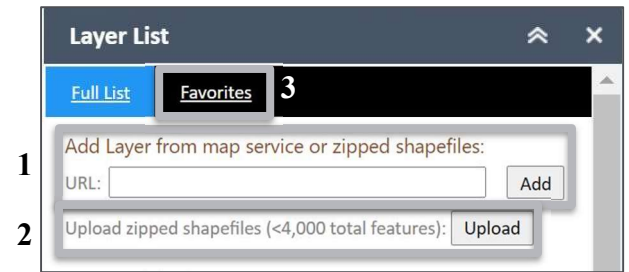 Layer List
Full List Favorites 3
1
Add Layer from map service or zipped shapefiles:
URL: Add
2
Upload zipped shapefiles (<4,000 total features): Upload